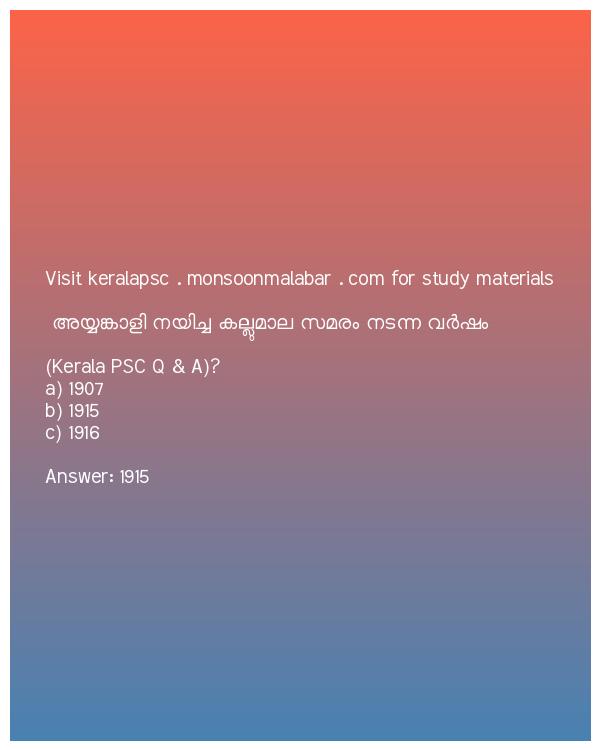 Visit keralapsc . monsoonmalabar . com for study materials
അയ്യങ്കാളി നയിച്ച കല്ലുമാല സമരം നടന്ന വർഷം
(Kerala PSC Q & A)?
a) 1907
b) 1915
c) 1916
Answer: 1915